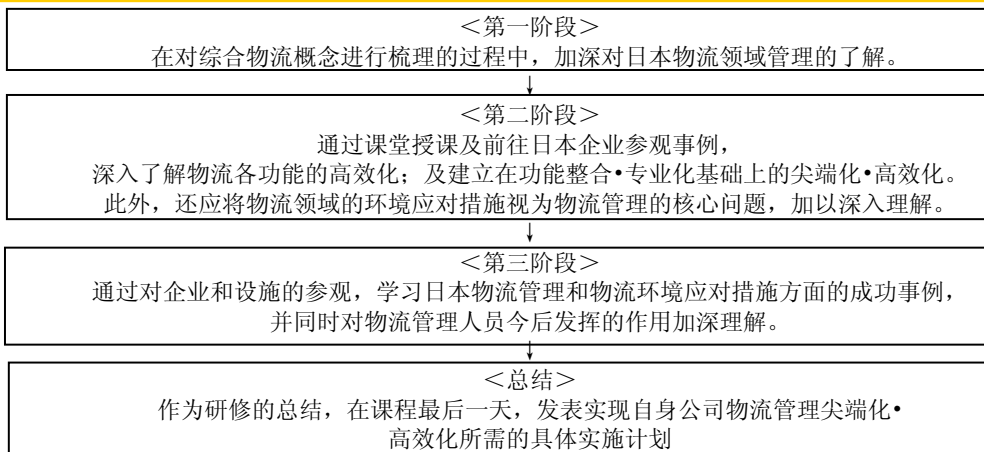 ＜第一阶段＞
在对综合物流概念进行梳理的过程中，加深对日本物流领域管理的了解。
↓
＜第二阶段＞
通过课堂授课及前往日本企业参观事例，
深入了解物流各功能的高效化；及建立在功能整合•专业化基础上的尖端化•高效化。
此外，还应将物流领域的环境应对措施视为物流管理的核心问题，加以深入理解。
↓
＜第三阶段＞
通过对企业和设施的参观，学习日本物流管理和物流环境应对措施方面的成功事例，
并同时对物流管理人员今后发挥的作用加深理解。
↓
＜总结＞
作为研修的总结，在课程最后一天，发表实现自身公司物流管理尖端化•
高效化所需的具体实施计划